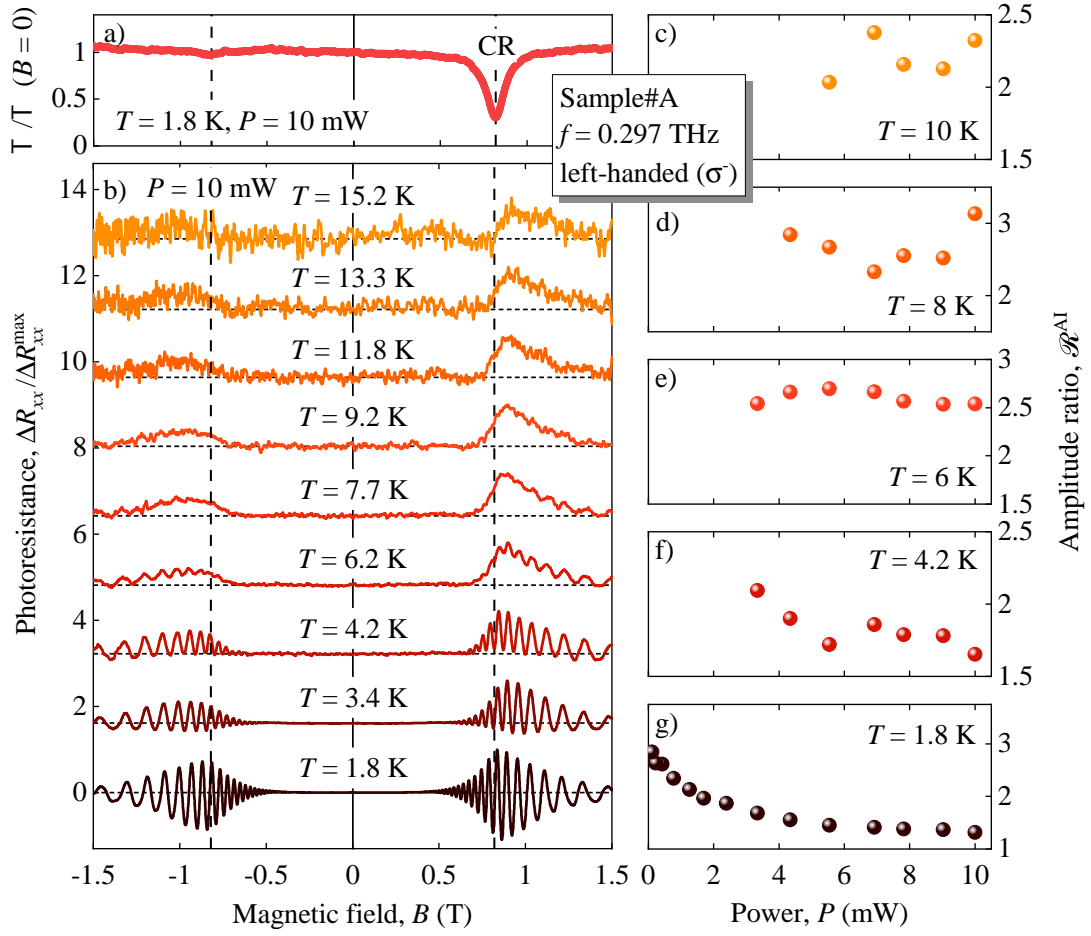 a)
CR
T = 1.8 K, P = 10 mW
T /T (B = 0)
1
0.5
0
Sample#A
f = 0.297 THz
left-handed (σ⁻)
b)
P = 10 mW
T = 15.2 K
T = 13.3 K
T = 11.8 K
T = 9.2 K
T = 7.7 K
T = 6.2 K
T = 4.2 K
T = 3.4 K
T = 1.8 K
Photoresistance, ΔRxx /ΔRxx^max
14
12
10
8
6
4
2
0
-1.5 -1 -0.5 0 0.5 1 1.5
Magnetic field, B (T)
c)
T = 10 K
2.5
2
1.5
d)
T = 8 K
3
2
e)
T = 6 K
3
2.5
2
1.5
f)
T = 4.2 K
2.5
2
1.5
g)
T = 1.8 K
3
2
1
Amplitude ratio, ℛ^AI
0 2 4 6 8 10
Power, P (mW)